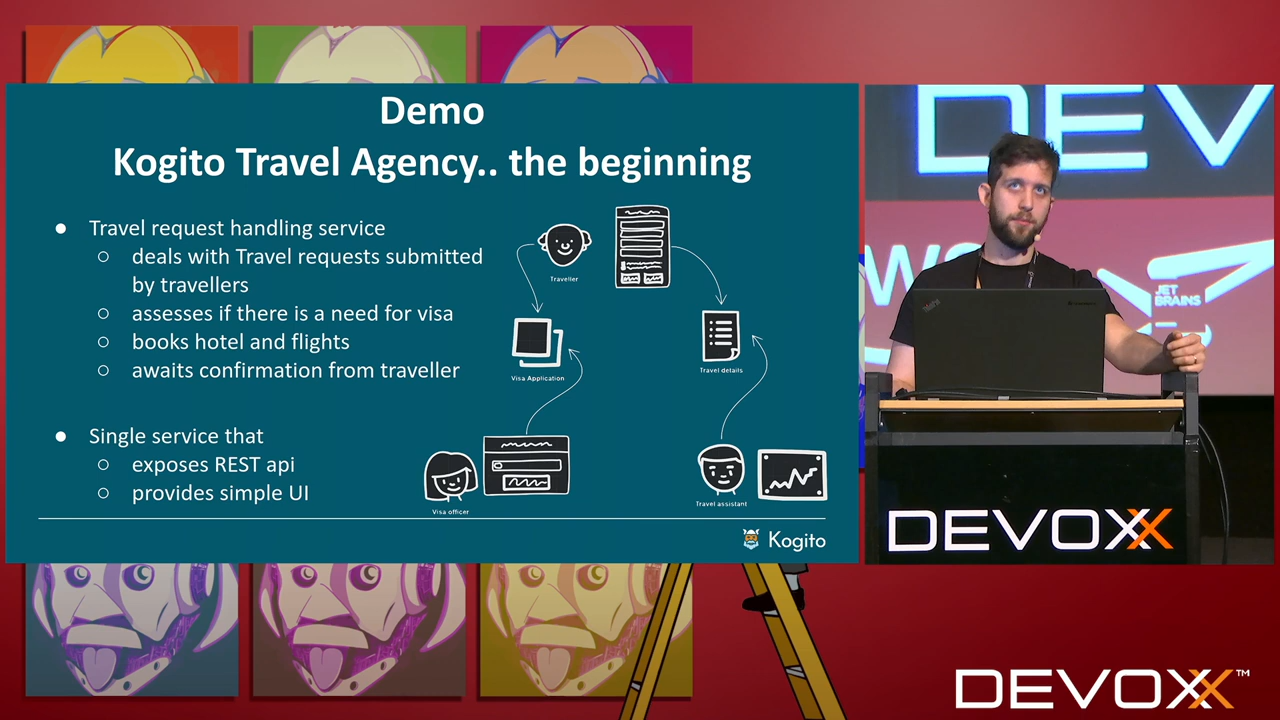 Demo
Kogito Travel Agency.. the beginning
● Travel request handling service
○ deals with Travel requests submitted
by travellers
○ assesses if there is a need for visa
○ books hotel and flights
○ awaits confirmation from traveller
● Single service that
○ exposes REST api
○ provides simple UI
Traveller
Visa Application
Travel details
Visa officer
Travel assistant
Kogito
DEV
JET
BRAINS
ThinkPad
DEVOXX
DEVOXX™